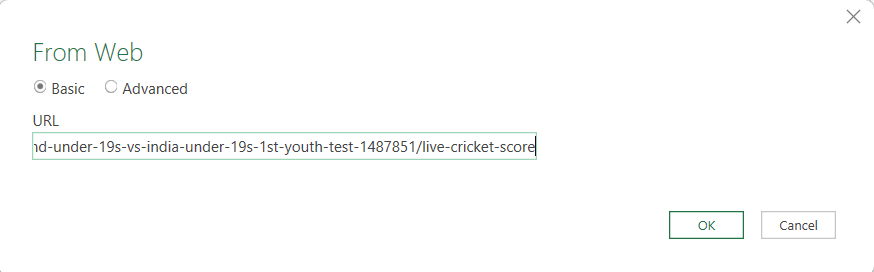 From Web
Basic Advanced
URL
nd-under-19s-vs-india-under-19s-1st-youth-test-1487851/live-cricket-score
OK Cancel